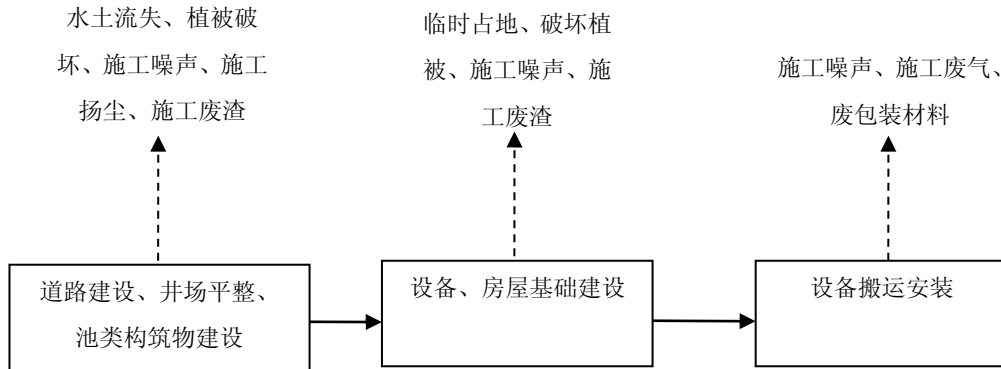 水土流失、植被破
坏、施工噪声、施工
扬尘、施工废渣
临时占地、破坏植
被、施工噪声、施
工废渣
施工噪声、施工废气、
废包装材料
道路建设、井场平整、
池类构筑物建设
设备、房屋基础建设
设备搬运安装